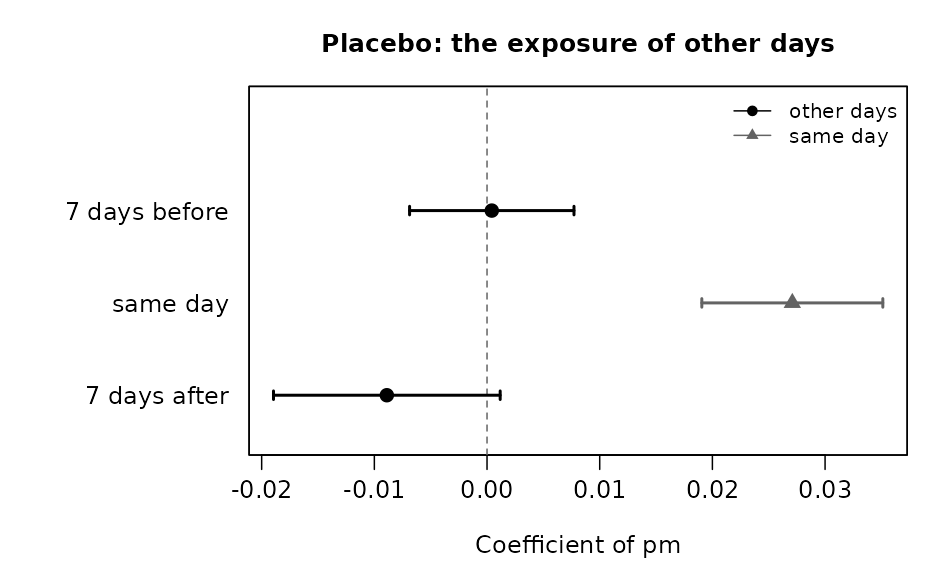 Placebo: the exposure of other days
other days
same day
7 days before
same day
7 days after
-0.02 -0.01 0.00 0.01 0.02 0.03
Coefficient of pm